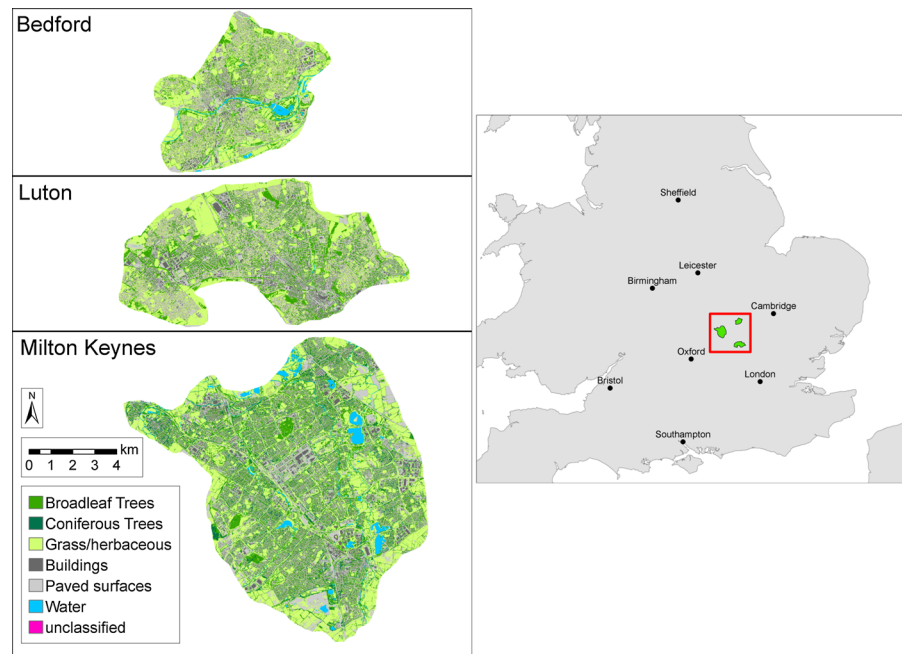 Bedford
Luton
Milton Keynes
N
km
0 1 2 3 4
Broadleaf Trees
Coniferous Trees
Grass/herbaceous
Buildings
Paved surfaces
Water
unclassified
Sheffield
Leicester
Birmingham
Cambridge
Oxford
London
Bristol
Southampton